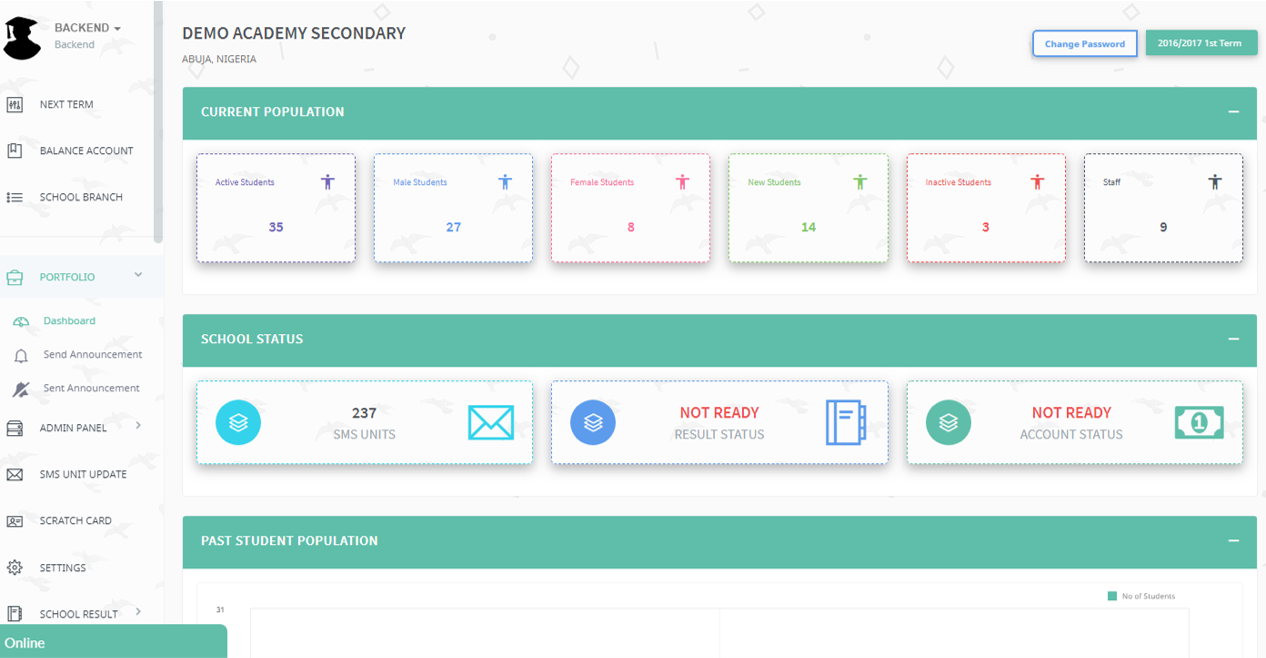 BACKEND
Backend
NEXT TERM
BALANCE ACCOUNT
SCHOOL BRANCH
PORTFOLIO
Dashboard
Send Announcement
Sent Announcement
ADMIN PANEL
SMS UNIT UPDATE
SCRATCH CARD
SETTINGS
SCHOOL RESULT
Online
DEMO ACADEMY SECONDARY
ABUJA, NIGERIA
Change Password
2016/2017 1st Term
CURRENT POPULATION
Active Students
35
Male Students
27
Female Students
8
New Students
14
Inactive Students
3
Staff
9
SCHOOL STATUS
237
SMS UNITS
NOT READY
RESULT STATUS
NOT READY
ACCOUNT STATUS
1
PAST STUDENT POPULATION
No of Students
31